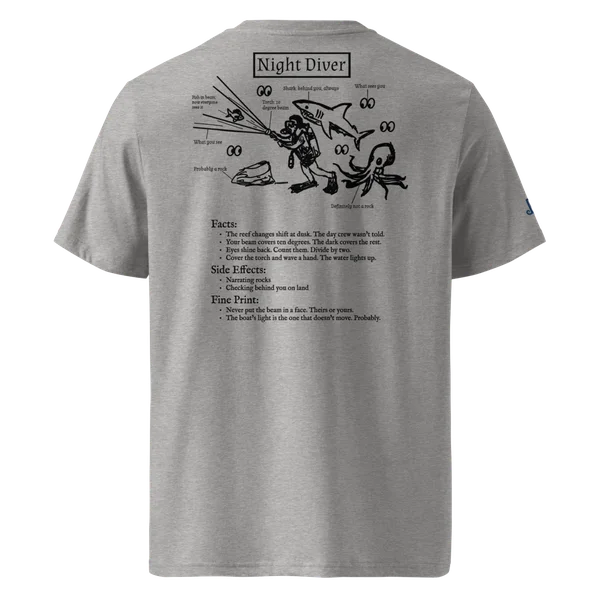 Night Diver
Shark: behind you, always
What sees you
Fish in beam;
now everyone
sees it
Torch: 10
degree beam
What you see
Probably a rock
Definitely not a rock
Facts:
• The reef changes shift at dusk. The day crew wasn't told.
• Your beam covers ten degrees. The dark covers the rest.
• Eyes shine back. Count them. Divide by two.
• Cover the torch and wave a hand. The water lights up.
Side Effects:
• Narrating rocks
• Checking behind you on land
Fine Print:
• Never put the beam in a face. Theirs or yours.
• The boat's light is the one that doesn't move. Probably.